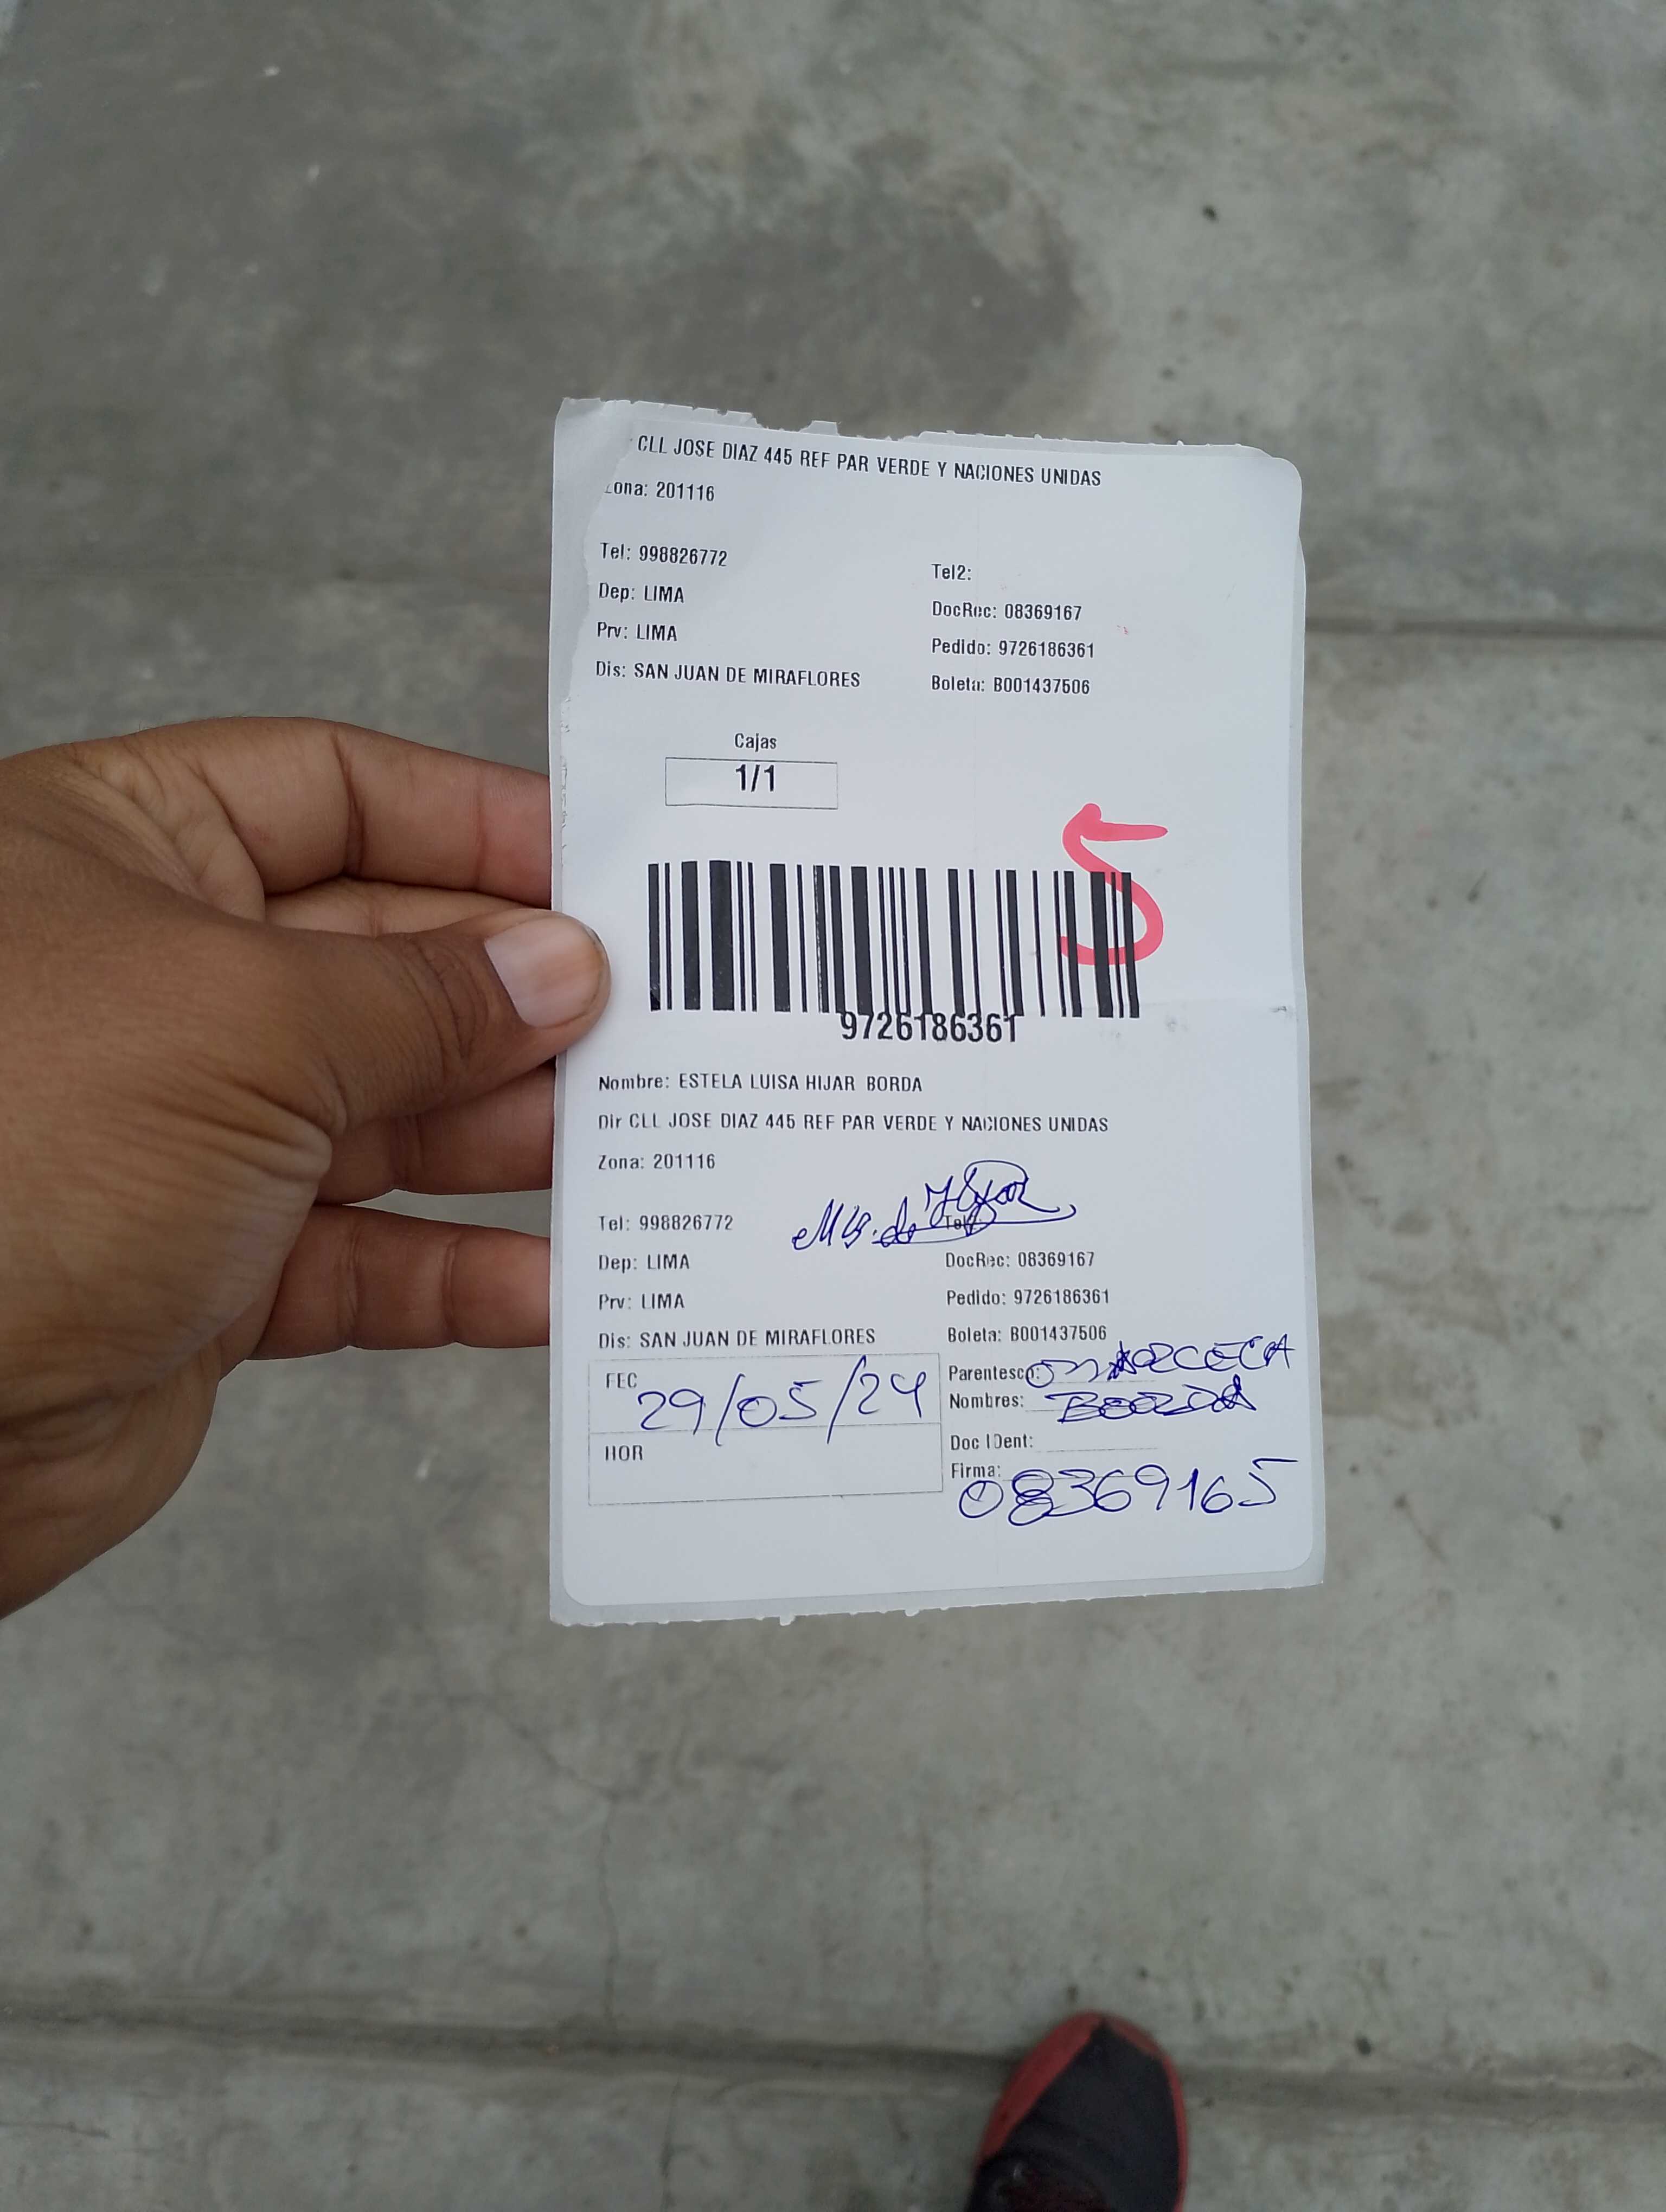 CLL JOSE DIAZ 445 REF PAR VERDE Y NACIONES UNIDAS
Zona: 201116
Tel: 998826772
Tel2:
Dep: LIMA
DocRec: 08369167
Prv: LIMA
Pedido: 9726186361
Dis: SAN JUAN DE MIRAFLORES
Boleta: B001437506
Cajas
1/1
5
9726186361
Nombre: ESTELA LUISA HIJAR BORDA
Dir CLL JOSE DIAZ 445 REF PAR VERDE Y NACIONES UNIDAS
Zona: 201116
Tel: 998826772
Dep: LIMA
DocRec: 08369167
Prv: LIMA
Pedido: 9726186361
Dis: SAN JUAN DE MIRAFLORES
Boleta: B001437506
FEC 29/05/24
Parentesco:
Nombres: BORDA
HOR
Doc IDent:
Firma:
08369165